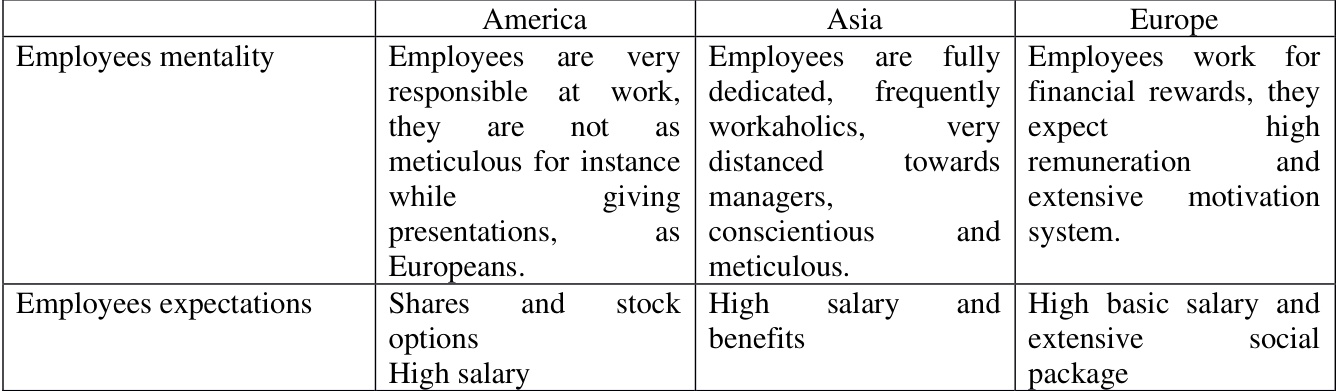 America
Asia
Europe
Employees mentality
Employees are very
responsible at work,
they are not as
meticulous for instance
while giving
presentations, as
Europeans.
Employees are fully
dedicated, frequently
workaholics, very
distanced towards
managers,
conscientious and
meticulous.
Employees work for
financial rewards, they
expect high
remuneration and
extensive motivation
system.
Employees expectations
Shares and stock
options
High salary
High salary and
benefits
High basic salary and
extensive social
package